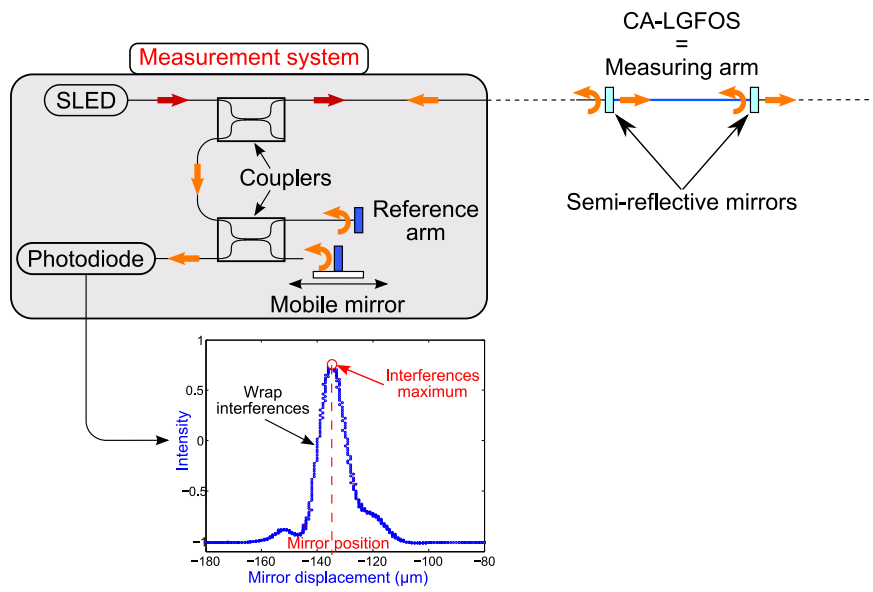 CA-LGFOS
=
Measuring arm
Measurement system
SLED
Couplers
Reference
arm
Semi-reflective mirrors
Photodiode
Mobile mirror
1
0.5
0
−0.5
−1
Intensity
Wrap
interferences
Interferences
maximum
Mirror position
−180
−160
−140
−120
−100
−80
Mirror displacement (μm)